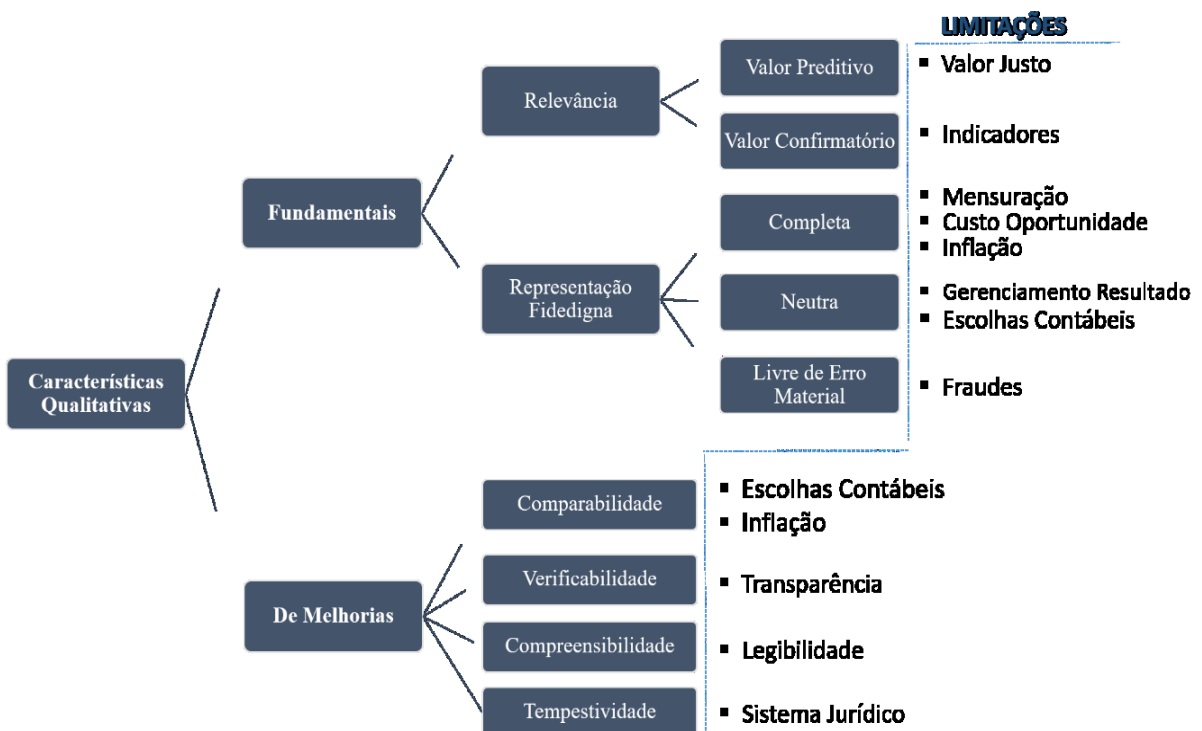 LIMITAÇÕES
Valor Preditivo
▪ Valor Justo
Relevância
Valor Confirmatório
▪ Indicadores
Fundamentais
Completa
▪ Mensuração
▪ Custo Oportunidade
▪ Inflação
Representação
Fidedigna
Neutra
▪ Gerenciamento Resultado
▪ Escolhas Contábeis
Características
Qualitativas
Livre de Erro
Material
▪ Fraudes
Comparabilidade
▪ Escolhas Contábeis
▪ Inflação
De Melhorias
Verificabilidade
▪ Transparência
Compreensibilidade
▪ Legibilidade
Tempestividade
▪ Sistema Jurídico